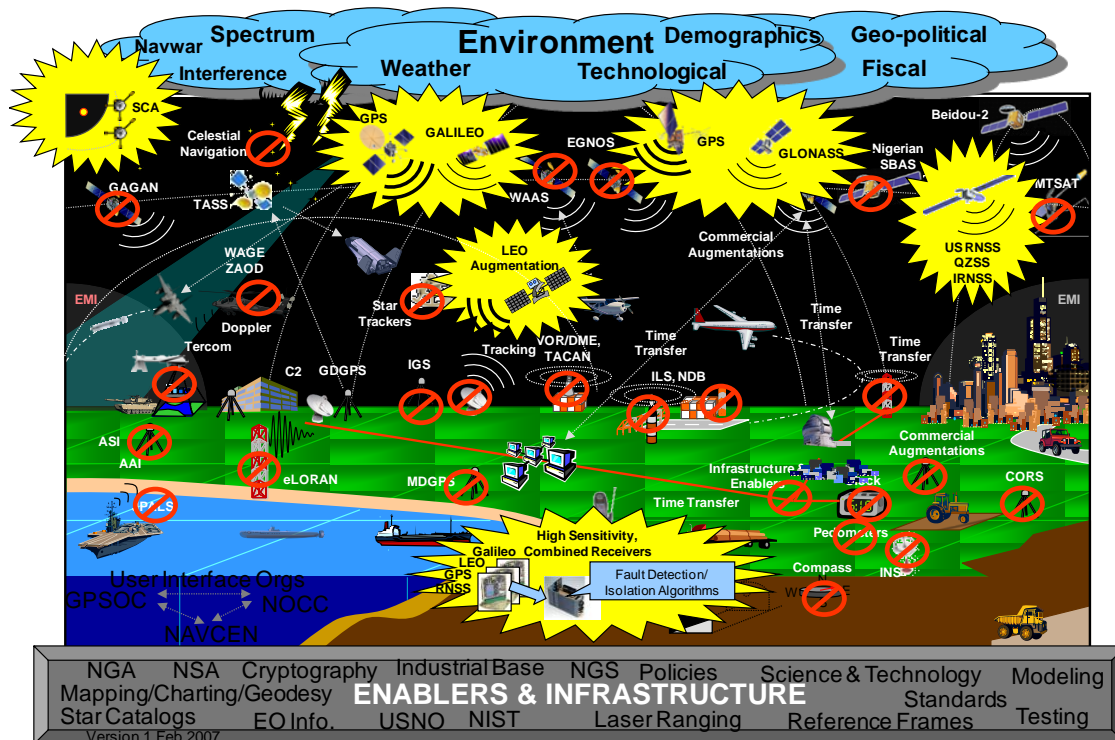 Navwar
Spectrum
Interference
Environment
Weather
Demographics
Technological
Geo-political
Fiscal
SCA
Celestial
Navigation
GPS
GALILEO
EGNOS
GPS
GLONASS
Nigerian
SBAS
Beidou-2
GAGAN
TASS
WAAS
MTSAT
WAGE
ZAOD
LEO
Augmentation
Commercial
Augmentations
US RNSS
QZSS
IRNSS
EMI
Doppler
Star
Trackers
EMI
Tercom
Tracking
VOR/DME,
TACAN
Time
Transfer
Time
Transfer
Time
Transfer
C2
GDGPS
IGS
ILS, NDB
ASI
AAI
eLORAN
MDGPS
Infrastructure
Enablers
Commercial
Augmentations
CORS
PALS
Time Transfer
Pedometers
High Sensitivity,
Combined Receivers
Galileo
LEO
GPS
RNSS
Fault Detection/
Isolation Algorithms
Compass
INS
User Interface Orgs
GPSOC
NOCC
NAVCEN
NGA
NSA
Cryptography
Industrial Base
NGS
Policies
Science & Technology
Modeling
Mapping/Charting/Geodesy
ENABLERS & INFRASTRUCTURE
Standards
Star Catalogs
EO Info.
USNO
NIST
Laser Ranging
Reference Frames
Testing
Version 1 Feb 2007